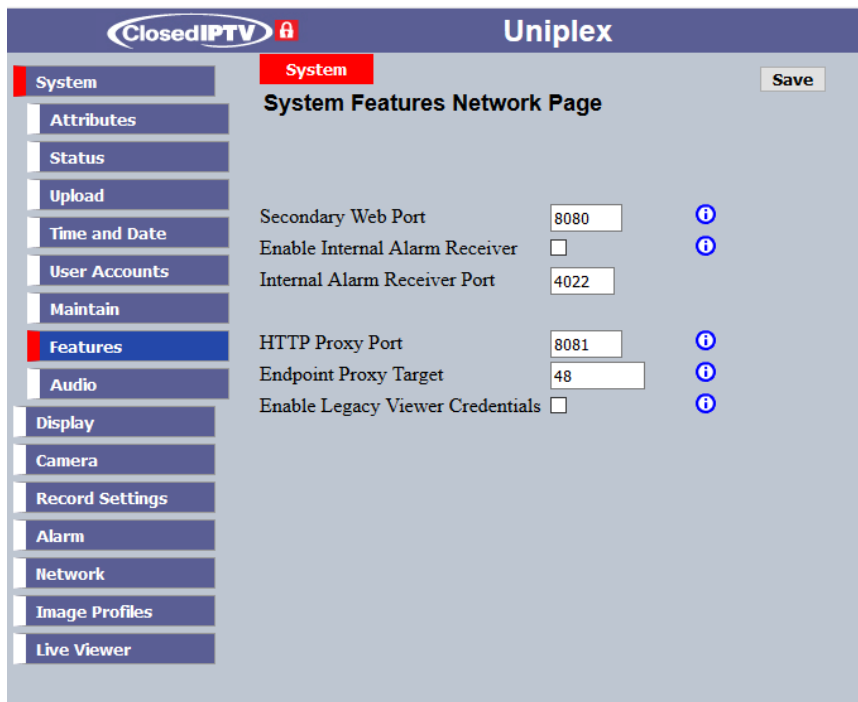 ClosedIPTV Uniplex
System
Attributes
Status
Upload
Time and Date
User Accounts
Maintain
Features
Audio
Display
Camera
Record Settings
Alarm
Network
Image Profiles
Live Viewer
System
Save
System Features Network Page
Secondary Web Port 8080
Enable Internal Alarm Receiver
Internal Alarm Receiver Port 4022
HTTP Proxy Port 8081
Endpoint Proxy Target 48
Enable Legacy Viewer Credentials